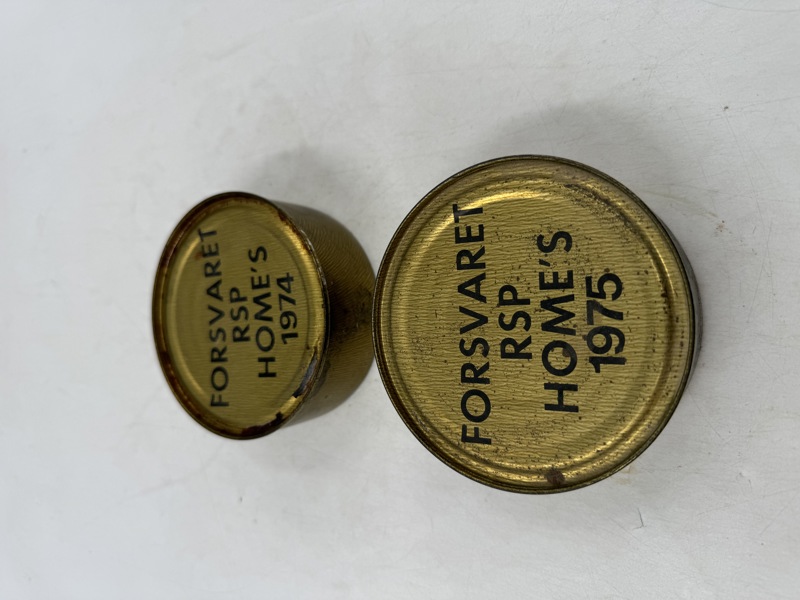 FORSVARET
RSP
HOME'S
1974
FORSVARET
RSP
HOME'S
1975